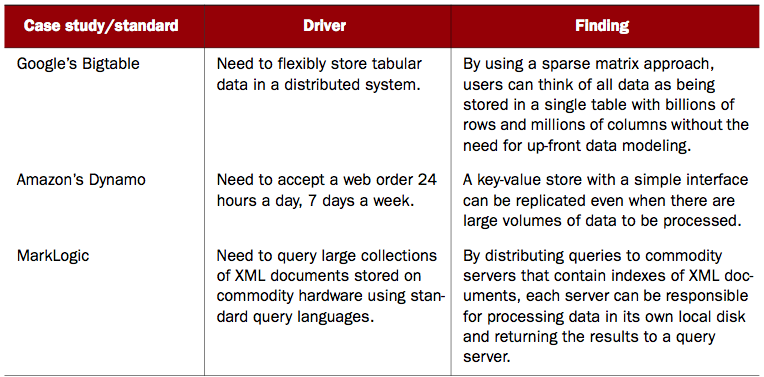 Case study/standard
Driver
Finding
Google's Bigtable
Need to flexibly store tabular
data in a distributed system.
By using a sparse matrix approach,
users can think of all data as being
stored in a single table with billions of
rows and millions of columns without the
need for up-front data modeling.
Amazon's Dynamo
Need to accept a web order 24
hours a day, 7 days a week.
A key-value store with a simple interface
can be replicated even when there are
large volumes of data to be processed.
MarkLogic
Need to query large collections
of XML documents stored on
commodity hardware using stan-
dard query languages.
By distributing queries to commodity
servers that contain indexes of XML doc-
uments, each server can be responsible
for processing data in its own local disk
and returning the results to a query
server.